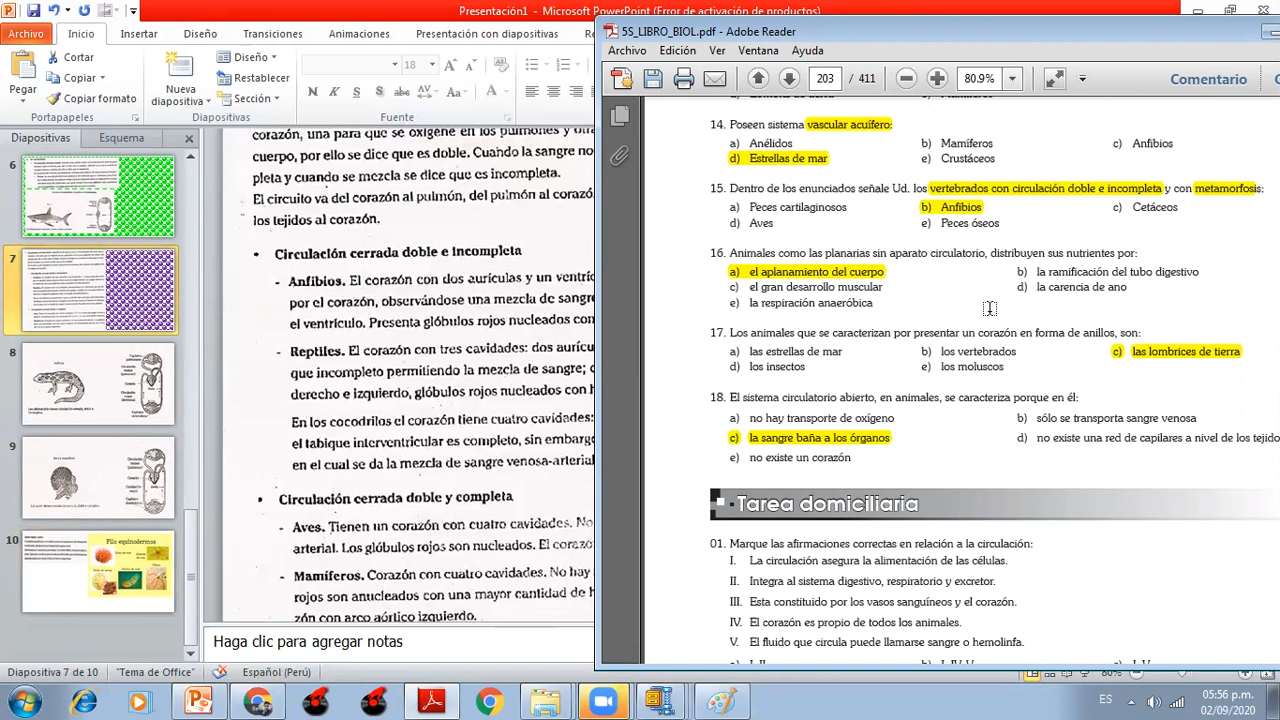 Presentación1 - Microsoft PowerPoint (Error de activación de productos)
Archivo Inicio Insertar Diseño Transiciones Animaciones Presentación con diapositivas
Pegar
Cortar
Copiar
Copiar formato
Portapapeles
Nueva diapositiva
Diseño
Restablecer
Sección
Diapositivas
18
N K S S abc AV Aa A
Fuente
Diapositivas Esquema
6
7
8
9
10
Filo equinodermos
corazón, una para que se oxigene en los pulmones y otra
cuerpo, por ello se dice que es doble. Cuando la sangre no
pleta y cuando se mezcla se dice que es incompleta.
El circuito va del corazón al pulmón, del pulmón al corazón
los tejidos al corazón.
• Circulación cerrada doble e incompleta
- Anfibios. El corazón con dos aurículas y un ventríc
por el corazón, observándose una mezcla de sangre
el ventrículo. Presenta glóbulos rojos nucleados con
- Reptiles. El corazón con tres cavidades: dos aurícu
que incompleto permitiendo la mezcla de sangre; c
derecho e izquierdo, glóbulos rojos nucleados con h
En los cocodrilos el corazón tiene cuatro cavidades:
el tabique interventricular es completo, sin embarg
en el cual se da la mezcla de sangre venosa-arterial
• Circulación cerrada doble y completa
- Aves. Tienen un corazón con cuatro cavidades. No
arterial. Los glóbulos rojos son nucleados. El corazó
- Mamíferos. Corazón con cuatro cavidades. No hay
rojos son anucleados con una mayor cantidad de h
zón con arco aórtico izquierdo.
Haga clic para agregar notas
Diapositiva 7 de 10 "Tema de Office" Español (Perú) 80%
5S_LIBRO_BIOL.pdf - Adobe Reader
Archivo Edición Ver Ventana Ayuda
203 / 411 80.9% Comentario
14. Poseen sistema vascular acuífero:
a) Anélidos b) Mamíferos c) Anfibios
d) Estrellas de mar e) Crustáceos
15. Dentro de los enunciados señale Ud. los vertebrados con circulación doble e incompleta y con metamorfosis:
a) Peces cartilaginosos b) Anfibios c) Cetáceos
d) Aves e) Peces óseos
16. Animales como las planarias sin aparato circulatorio, distribuyen sus nutrientes por:
a) el aplanamiento del cuerpo b) la ramificación del tubo digestivo
c) el gran desarrollo muscular d) la carencia de ano
e) la respiración anaeróbica
17. Los animales que se caracterizan por presentar un corazón en forma de anillos, son:
a) las estrellas de mar b) los vertebrados c) las lombrices de tierra
d) los insectos e) los moluscos
18. El sistema circulatorio abierto, en animales, se caracteriza porque en él:
a) no hay transporte de oxígeno b) sólo se transporta sangre venosa
c) la sangre baña a los órganos d) no existe una red de capilares a nivel de los tejido
e) no existe un corazón
Tarea domiciliaria
01. Marque las afirmaciones correctas en relación a la circulación:
I. La circulación asegura la alimentación de las células.
II. Integra al sistema digestivo, respiratorio y excretor.
III. Esta constituido por los vasos sanguíneos y el corazón.
IV. El corazón es propio de todos los animales.
V. El fluido que circula puede llamarse sangre o hemolinfa.
ES 05:56 p.m.
02/09/2020